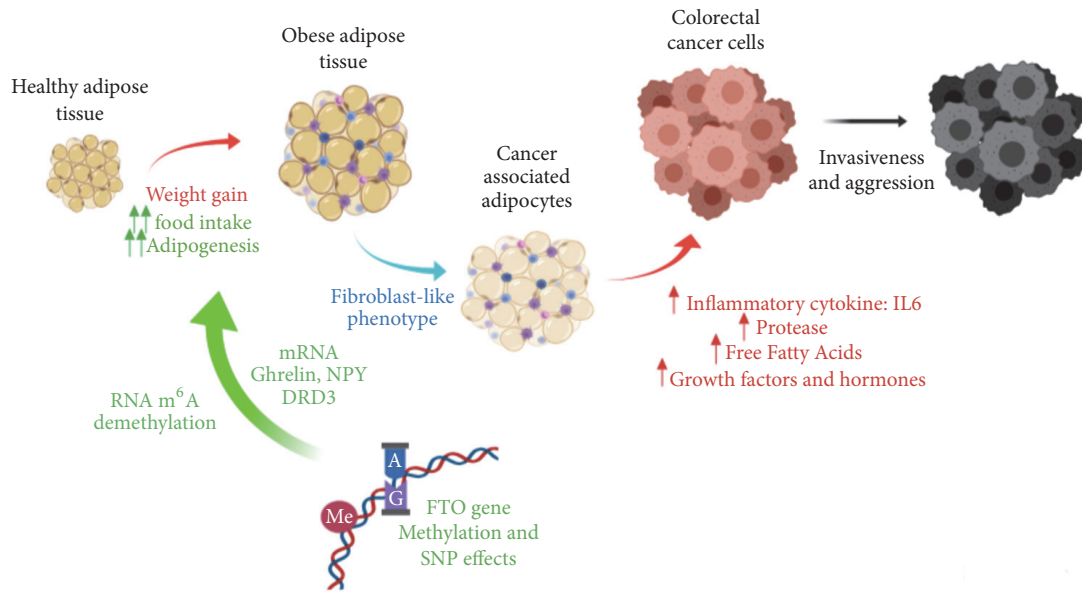 Healthy adipose
tissue
Obese adipose
tissue
Colorectal
cancer cells
Weight gain
food intake
Adipogenesis
Cancer
associated
adipocytes
Invasiveness
and aggression
Fibroblast-like
phenotype
Inflammatory cytokine: IL6
Protease
Free Fatty Acids
Growth factors and hormones
mRNA
Ghrelin, NPY
DRD3
RNA m⁶A
demethylation
A
G
Me
FTO gene
Methylation and
SNP effects